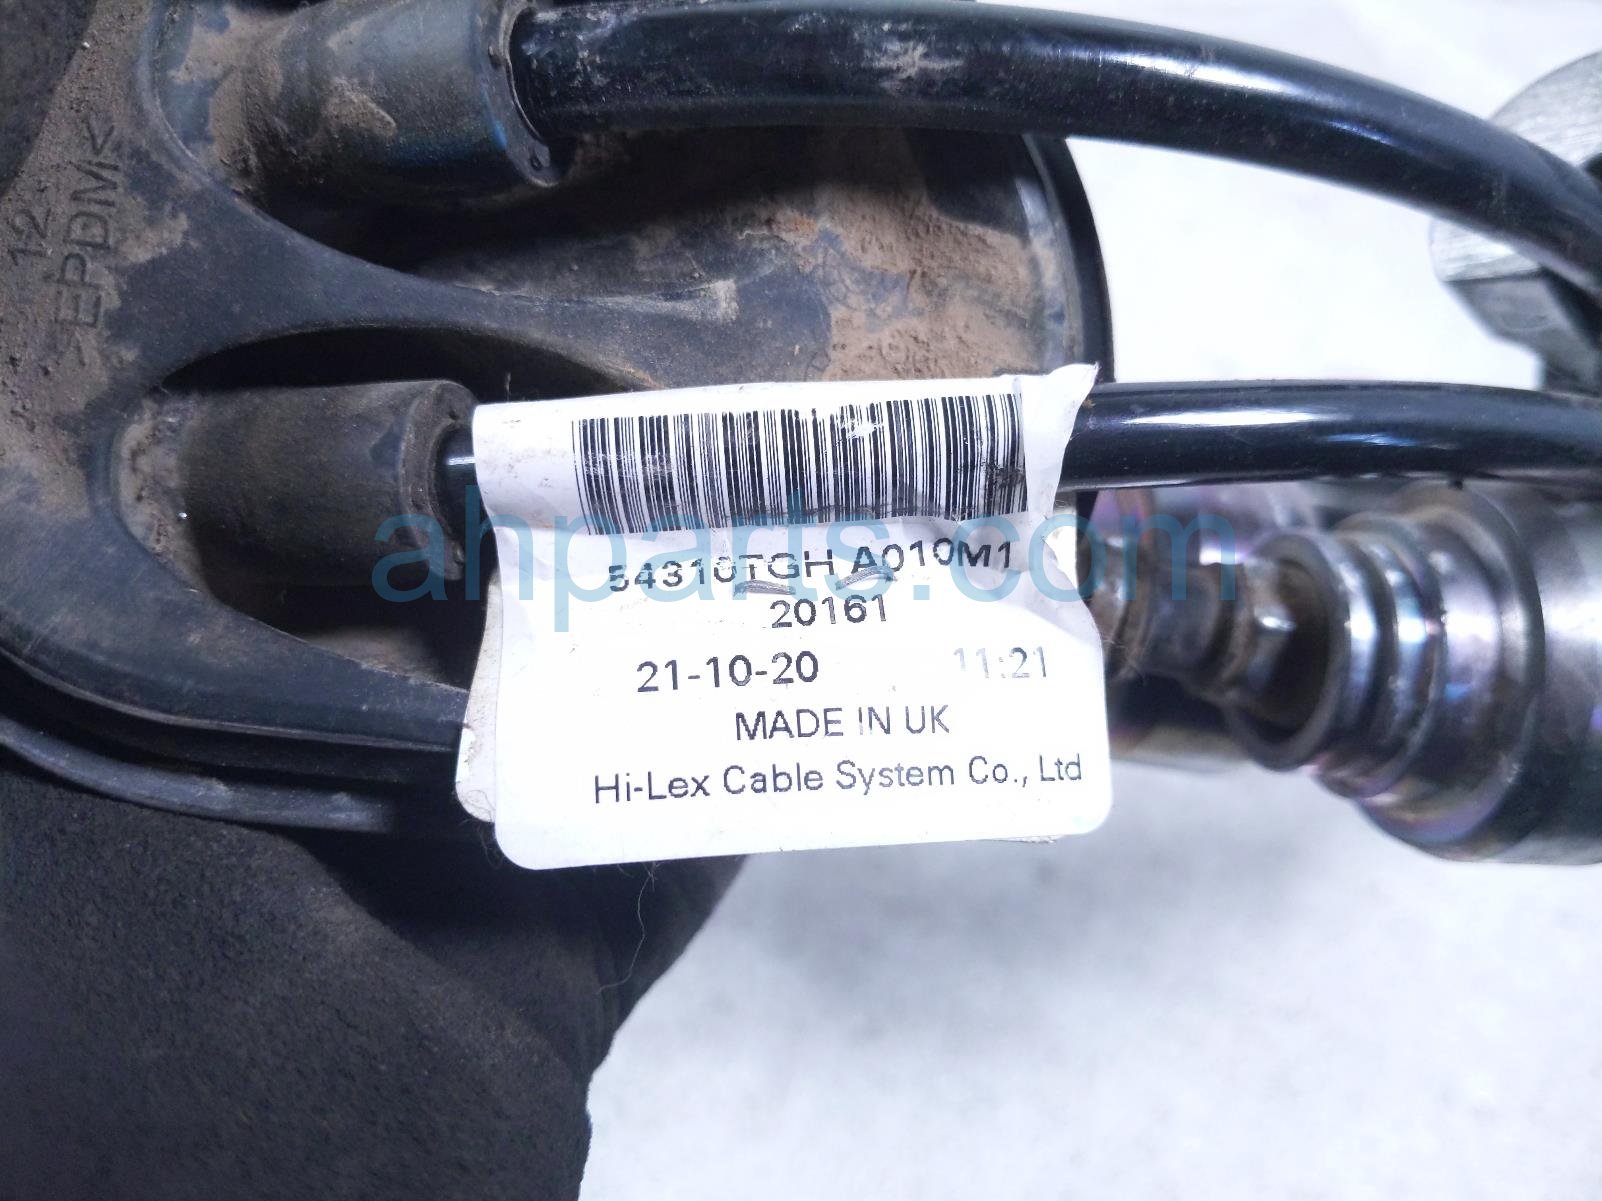 12
>EPDM<
54310TGH A010M1
20161
21-10-20 11:21
MADE IN UK
Hi-Lex Cable System Co., Ltd
ahparts.com